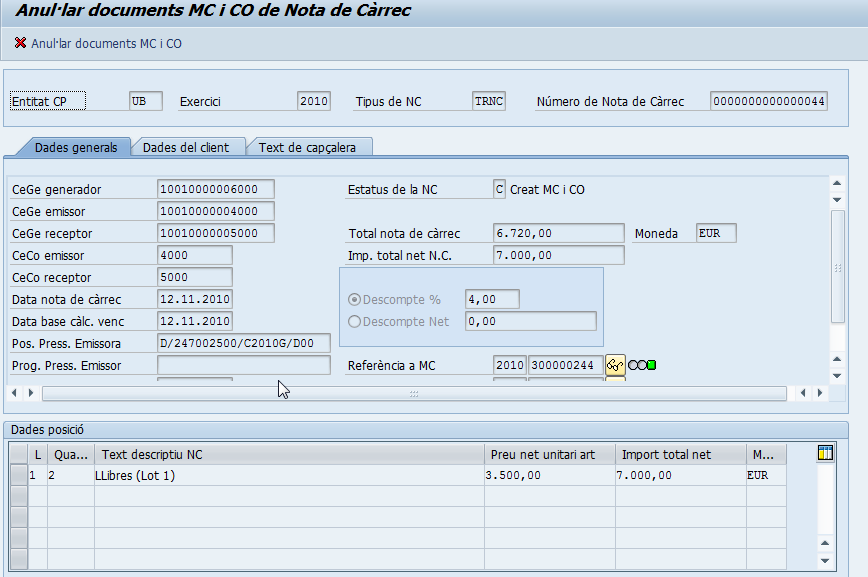 Anul·lar documents MC i CO de Nota de Càrrec
Anul·lar documents MC i CO
Entitat CP UB Exercici 2010 Tipus de NC TRNC Número de Nota de Càrrec 0000000000000044
Dades generals Dades del client Text de capçalera
CeGe generador 10010000006000 Estatus de la NC C Creat MC i CO
CeGe emissor 10010000004000
CeGe receptor 10010000005000 Total nota de càrrec 6.720,00 Moneda EUR
CeCo emissor 4000 Imp. total net N.C. 7.000,00
CeCo receptor 5000
Data nota de càrrec 12.11.2010 Descompte % 4,00
Data base càlc. venc 12.11.2010 Descompte Net 0,00
Pos. Press. Emissora D/247002500/C2010G/D00
Prog. Press. Emissor Referència a MC 2010 300000244
Dades posició
L Qua... Text descriptiu NC Preu net unitari art Import total net M...
1 2 LLibres (Lot 1) 3.500,00 7.000,00 EUR